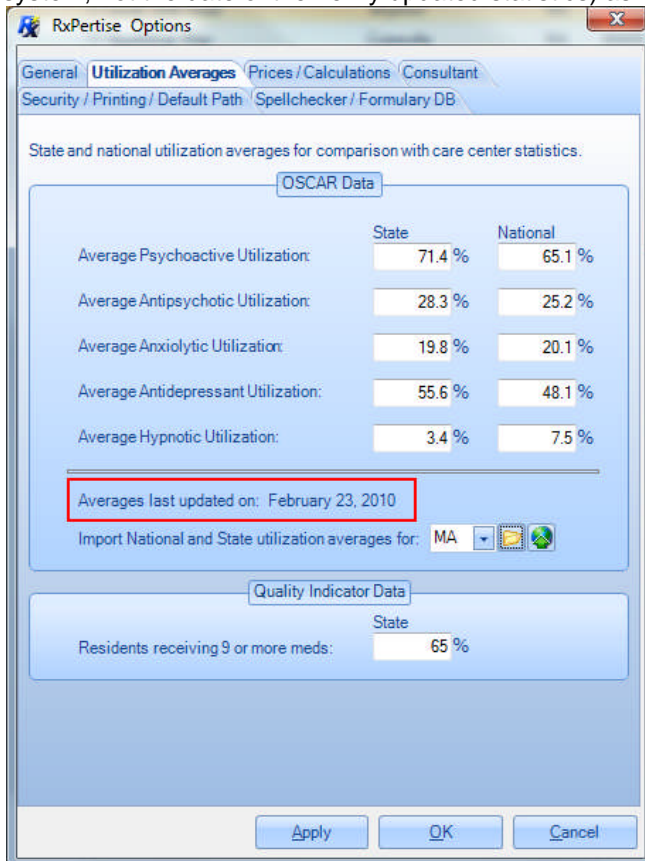 RxPertise Options
General Utilization Averages Prices / Calculations Consultant
Security / Printing / Default Path Spellchecker / Formulary DB
State and national utilization averages for comparison with care center statistics.
OSCAR Data
State National
Average Psychoactive Utilization: 71.4 % 65.1 %
Average Antipsychotic Utilization: 28.3 % 25.2 %
Average Anxiolytic Utilization: 19.8 % 20.1 %
Average Antidepressant Utilization: 55.6 % 48.1 %
Average Hypnotic Utilization: 3.4 % 7.5 %
Averages last updated on: February 23, 2010
Import National and State utilization averages for: MA
Quality Indicator Data
State
Residents receiving 9 or more meds: 65 %
Apply OK Cancel